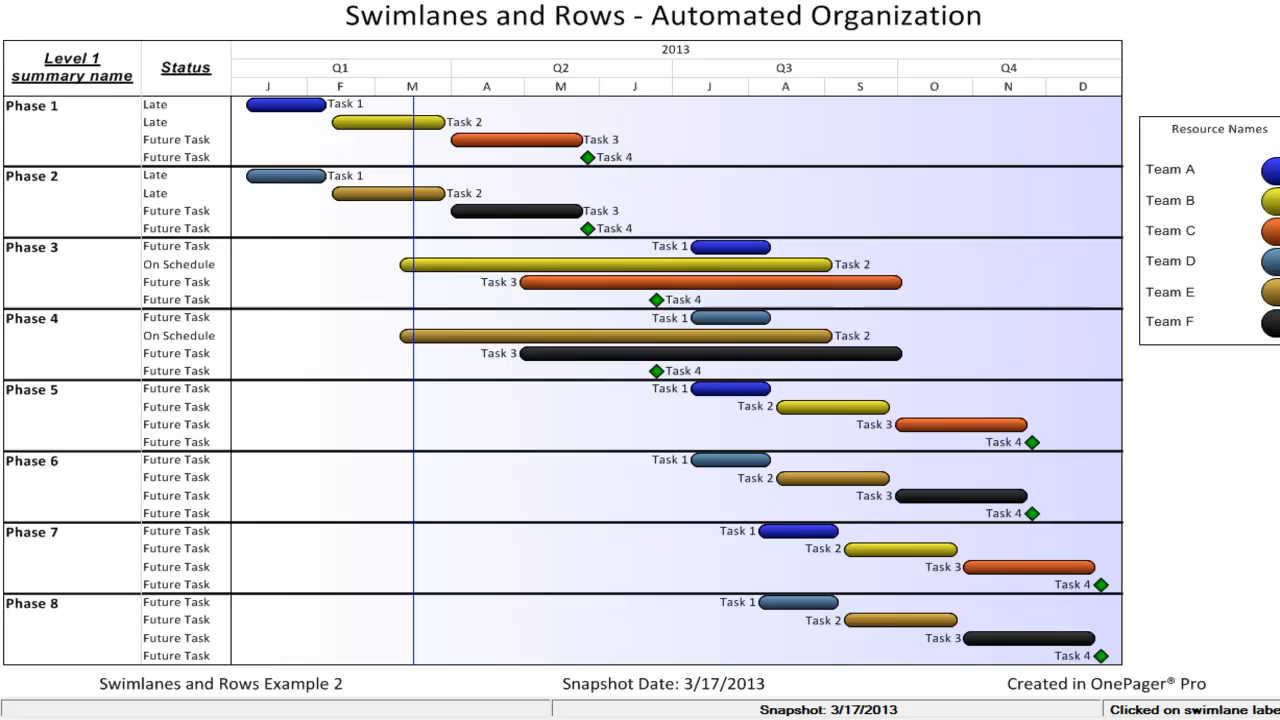 Swimlanes and Rows - Automated Organization
Level 1 summary name Status 2013
Q1 Q2 Q3 Q4
J F M A M J J A S O N D
Phase 1 Late Task 1
Late Task 2
Future Task Task 3
Future Task Task 4
Phase 2 Late Task 1
Late Task 2
Future Task Task 3
Future Task Task 4
Phase 3 Future Task Task 1
On Schedule Task 2
Future Task Task 3
Future Task Task 4
Phase 4 Future Task Task 1
On Schedule Task 2
Future Task Task 3
Future Task Task 4
Phase 5 Future Task Task 1
Future Task Task 2
Future Task Task 3
Future Task Task 4
Phase 6 Future Task Task 1
Future Task Task 2
Future Task Task 3
Future Task Task 4
Phase 7 Future Task Task 1
Future Task Task 2
Future Task Task 3
Future Task Task 4
Phase 8 Future Task Task 1
Future Task Task 2
Future Task Task 3
Future Task Task 4
Resource Names
Team A
Team B
Team C
Team D
Team E
Team F
Swimlanes and Rows Example 2 Snapshot Date: 3/17/2013 Created in OnePager® Pro
Snapshot: 3/17/2013 Clicked on swimlane labe